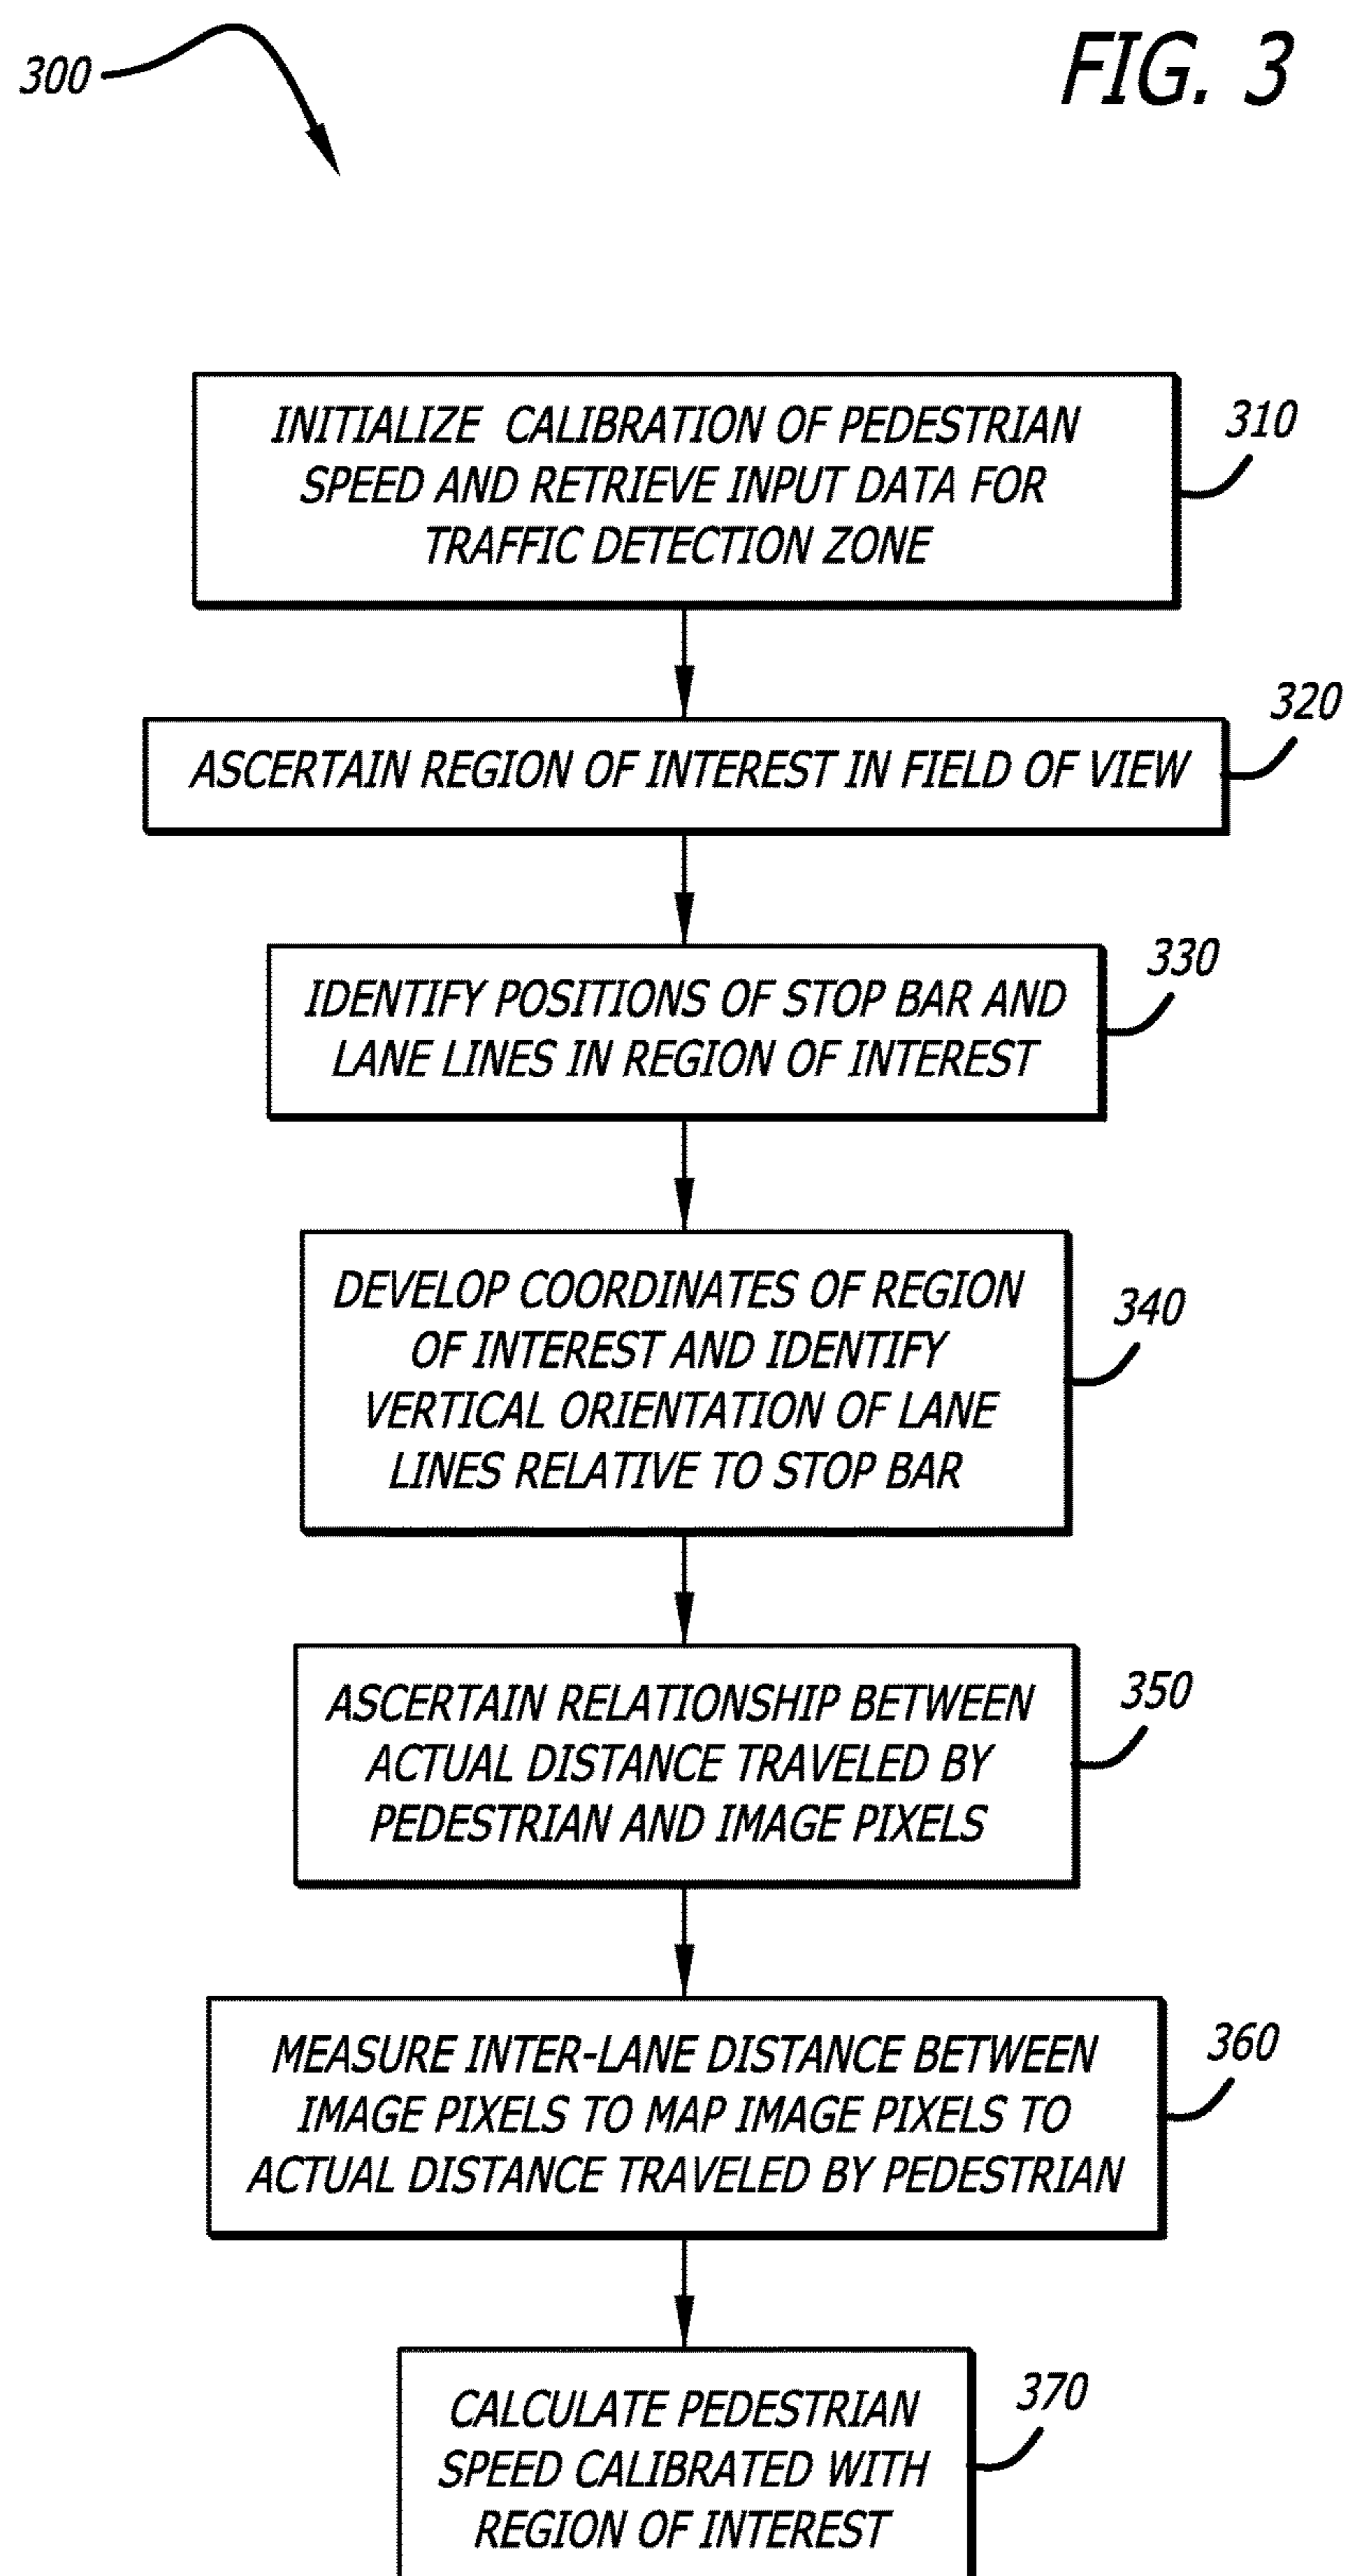 300
FIG. 3
INITIALIZE CALIBRATION OF PEDESTRIAN
SPEED AND RETRIEVE INPUT DATA FOR
TRAFFIC DETECTION ZONE
310
ASCERTAIN REGION OF INTEREST IN FIELD OF VIEW
320
IDENTIFY POSITIONS OF STOP BAR AND
LANE LINES IN REGION OF INTEREST
330
DEVELOP COORDINATES OF REGION
OF INTEREST AND IDENTIFY
VERTICAL ORIENTATION OF LANE
LINES RELATIVE TO STOP BAR
340
ASCERTAIN RELATIONSHIP BETWEEN
ACTUAL DISTANCE TRAVELED BY
PEDESTRIAN AND IMAGE PIXELS
350
MEASURE INTER-LANE DISTANCE BETWEEN
IMAGE PIXELS TO MAP IMAGE PIXELS TO
ACTUAL DISTANCE TRAVELED BY PEDESTRIAN
360
CALCULATE PEDESTRIAN
SPEED CALIBRATED WITH
REGION OF INTEREST
370